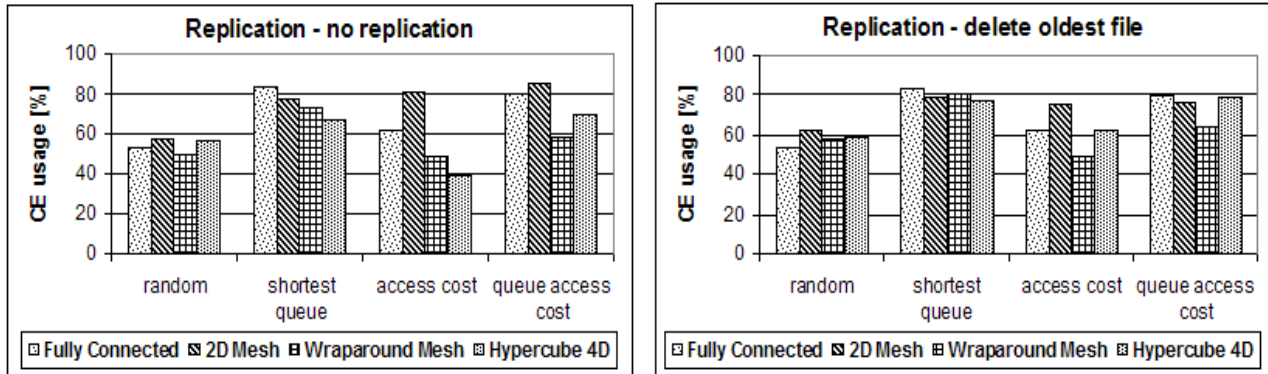 Replication - no replication
CE usage [%]
100
80
60
40
20
0
random
shortest queue
access cost
queue access cost
Fully Connected
2D Mesh
Wraparound Mesh
Hypercube 4D
Replication - delete oldest file
CE usage [%]
100
80
60
40
20
0
random
shortest queue
access cost
queue access cost
Fully Connected
2D Mesh
Wraparound Mesh
Hypercube 4D